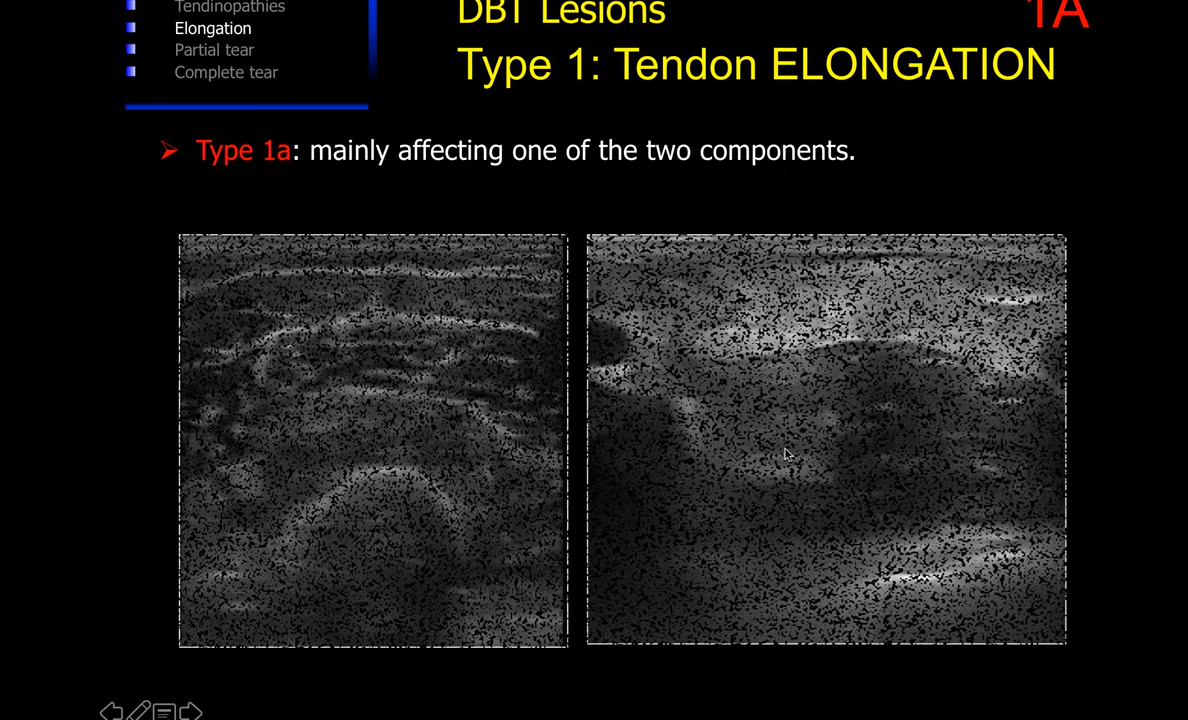 Tendinopathies
Elongation
Partial tear
Complete tear
DBT Lesions
1A
Type 1: Tendon ELONGATION
Type 1a: mainly affecting one of the two components.